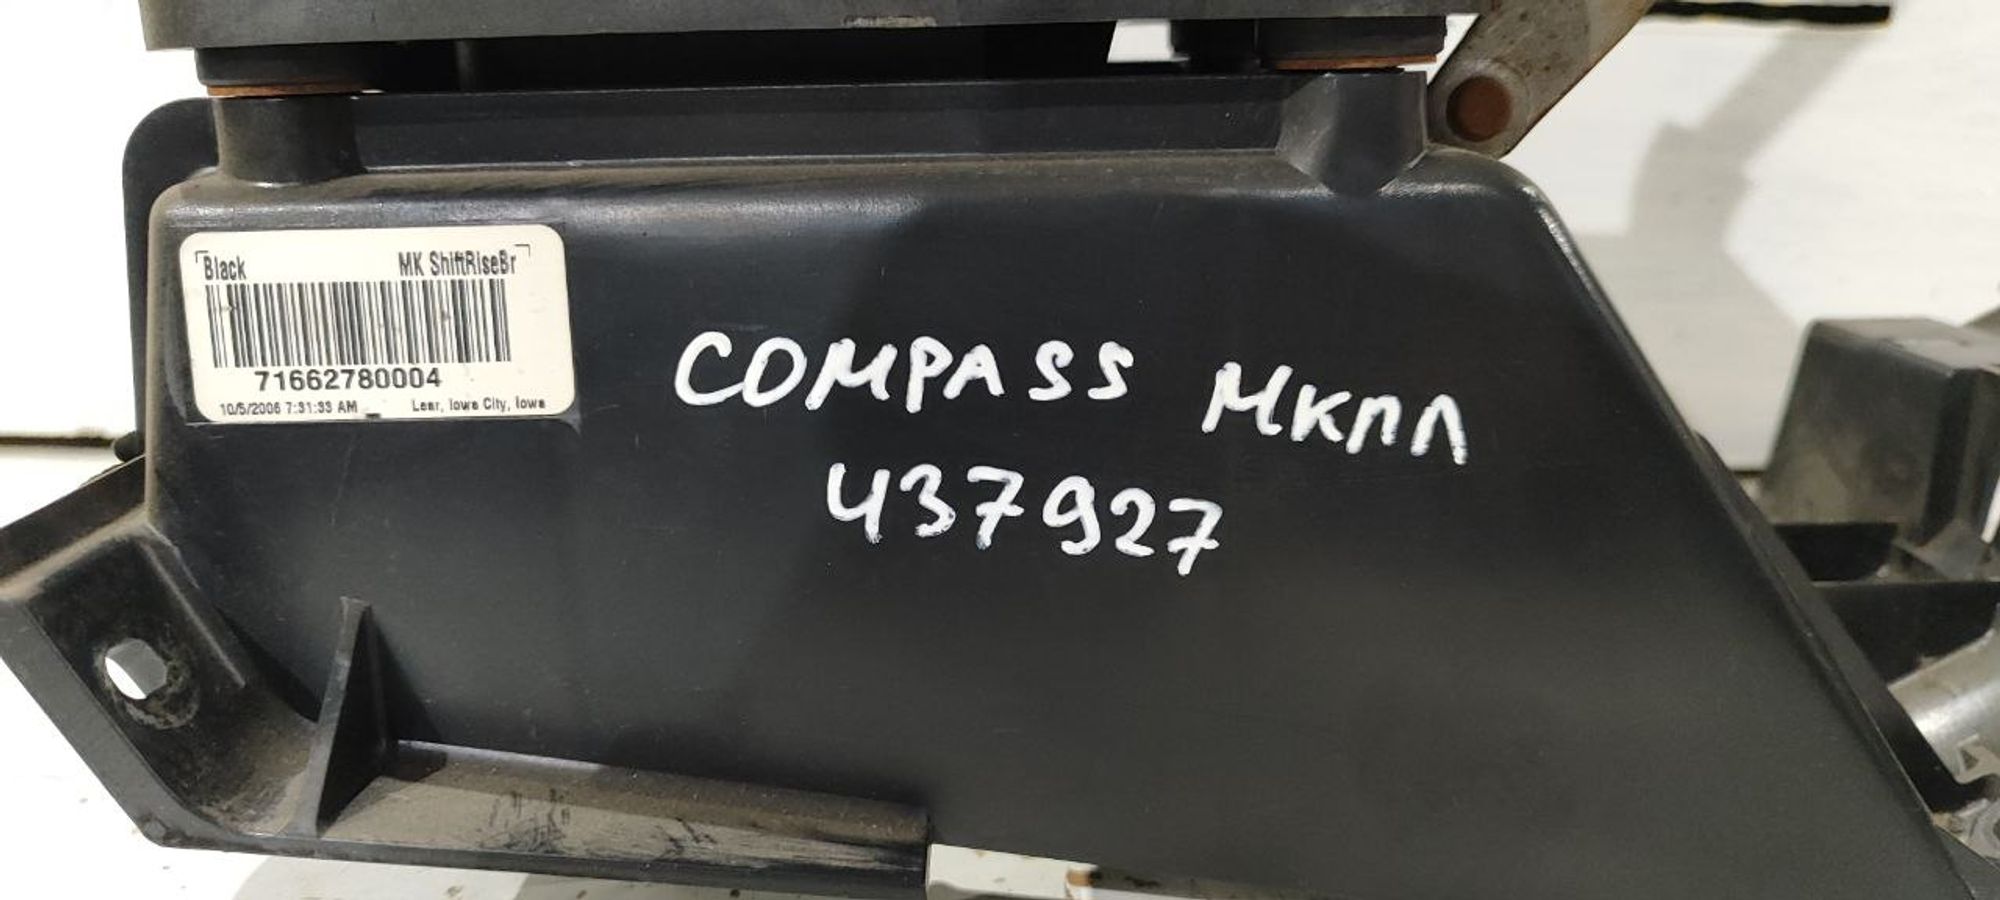 Black MK ShiftRiseBr
71662780004
10/5/2006 7:31:33 AM Lear, Iowa City, Iowa
COMPASS МКПП
437927